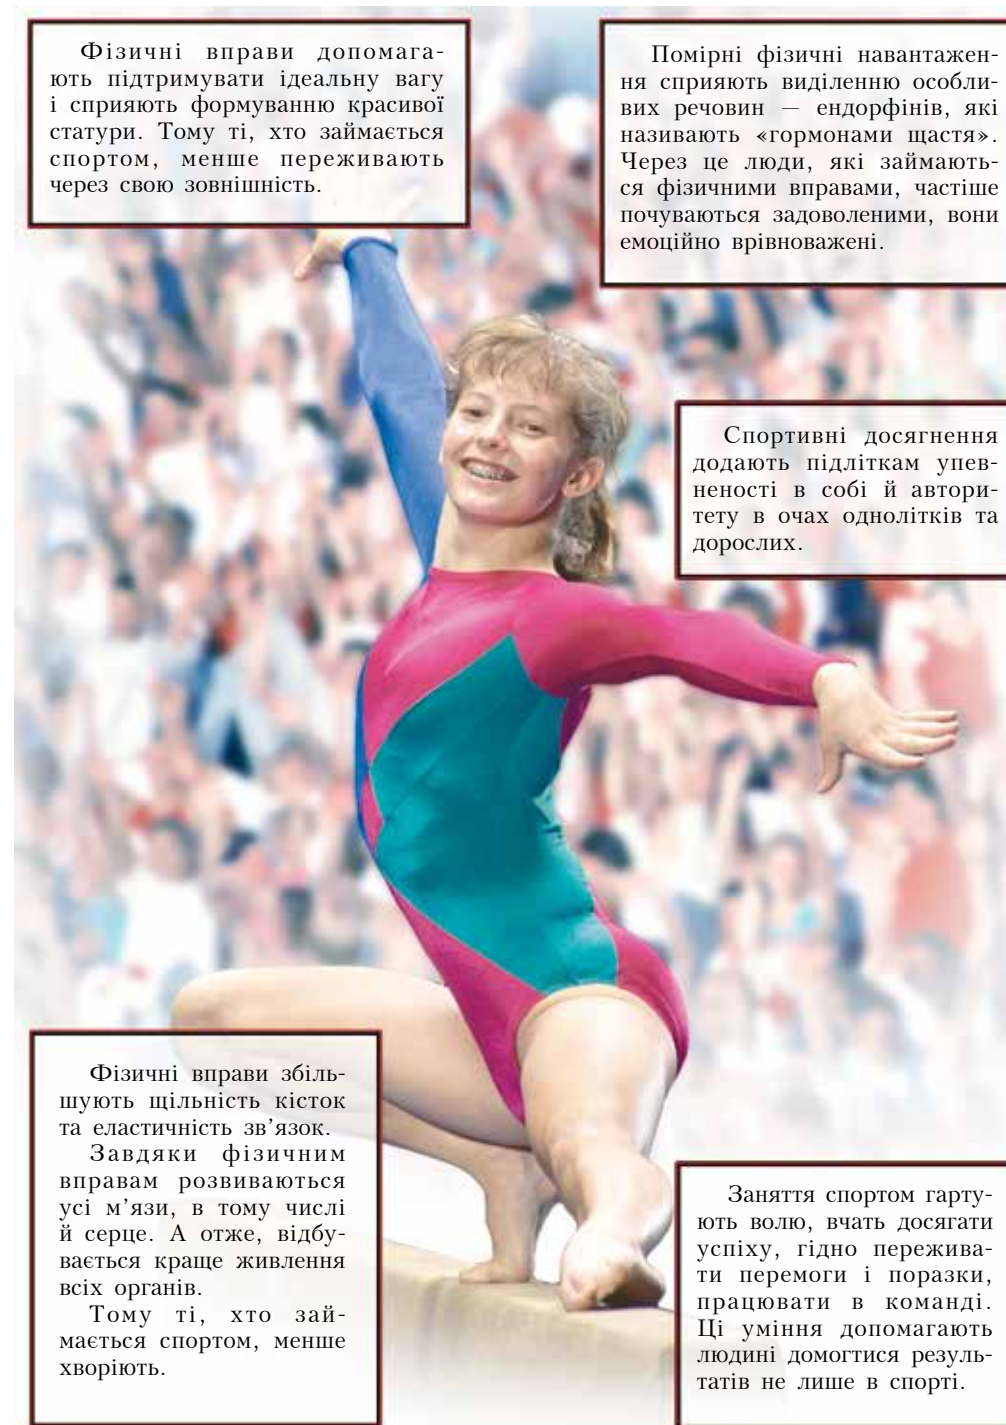 Фізичні вправи допомага-
ють підтримувати ідеальну вагу
і сприяють формуванню красивої
статури. Тому ті, хто займається
спортом, менше переживають
через свою зовнішність.
Помірні фізичні навантажен-
ня сприяють виділенню особли-
вих речовин — ендорфінів, які
називають «гормонами щастя».
Через це люди, які займають-
ся фізичними вправами, частіше
почуваються задоволеними, вони
емоційно врівноважені.
Спортивні досягнення
додають підліткам упев-
неності в собі й автори-
тету в очах однолітків та
дорослих.
Фізичні вправи збіль-
шують щільність кісток
та еластичність зв’язок.
Завдяки фізичним
вправам розвиваються
усі м’язи, в тому числі
й серце. А отже, відбу-
вається краще живлення
всіх органів.
Тому ті, хто зай-
мається спортом, менше
хворіють.
Заняття спортом гарту-
ють волю, вчать досягати
успіху, гідно пережива-
ти перемоги і поразки,
працювати в команді.
Ці уміння допомагають
людині домогтися резуль-
татів не лише в спорті.